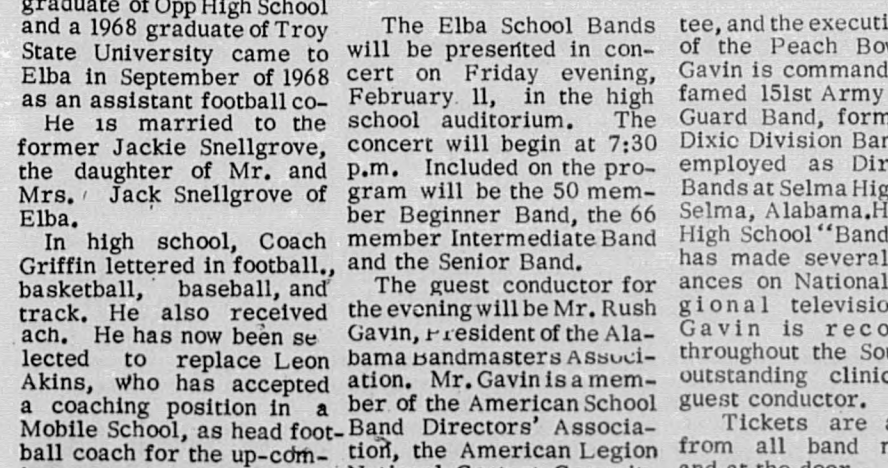 graduate of Opp High School
and a 1968 graduate of Troy
State University came to
Elba in September of 1968
as an assistant football co-
He is married to the
former Jackie Snellgrove,
the daughter of Mr. and
Mrs. Jack Snellgrove of
Elba.
In high school, Coach
Griffin lettered in football.,
basketball, baseball, and
track. He also received
ach. He has now been se
lected to replace Leon
Akins, who has accepted
a coaching position in a
Mobile School, as head foot-
ball coach for the up-com-
The Elba School Bands
will be presented in con-
cert on Friday evening,
February 11, in the high
school auditorium. The
concert will begin at 7:30
p.m. Included on the pro-
gram will be the 50 mem-
ber Beginner Band, the 66
member Intermediate Band
and the Senior Band.
The guest conductor for
the evening will be Mr. Rush
Gavin, President of the Ala-
bama Bandmasters Associ-
ation. Mr. Gavin is a mem-
ber of the American School
Band Directors' Associa-
tion, the American Legion
tee, and the executi
of the Peach Bow
Gavin is command
famed 151st Army
Guard Band, form
Dixie Division Ban
employed as Dir
Bands at Selma Hig
Selma, Alabama. H
High School "Band
has made several
ances on National
gional televisio
Gavin is reco
throughout the Sou
outstanding clinic
guest conductor.
Tickets are a
from all band m
and at the door